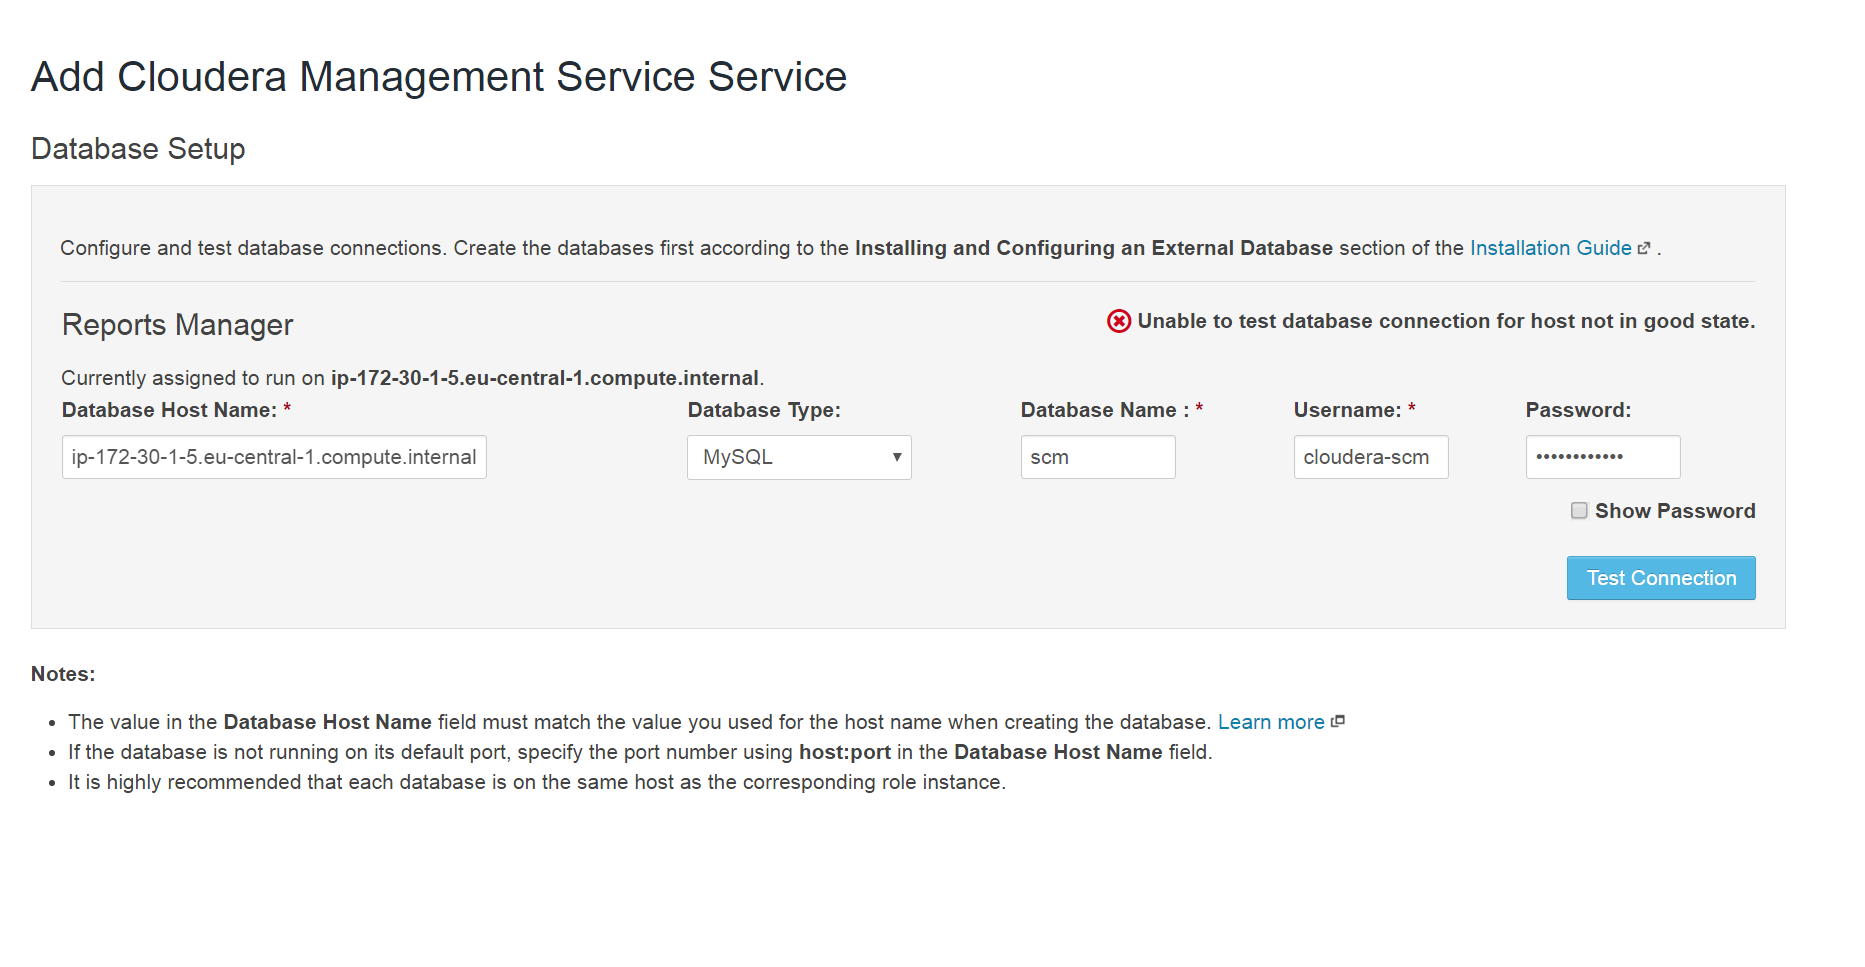 Add Cloudera Management Service Service
Database Setup
Configure and test database connections. Create the databases first according to the Installing and Configuring an External Database section of the Installation Guide .
Reports Manager
Unable to test database connection for host not in good state.
Currently assigned to run on ip-172-30-1-5.eu-central-1.compute.internal.
Database Host Name: * Database Type: Database Name : * Username: * Password:
ip-172-30-1-5.eu-central-1.compute.internal MySQL scm cloudera-scm ••••••••••••
Show Password
Test Connection
Notes:
• The value in the Database Host Name field must match the value you used for the host name when creating the database. Learn more
• If the database is not running on its default port, specify the port number using host:port in the Database Host Name field.
• It is highly recommended that each database is on the same host as the corresponding role instance.